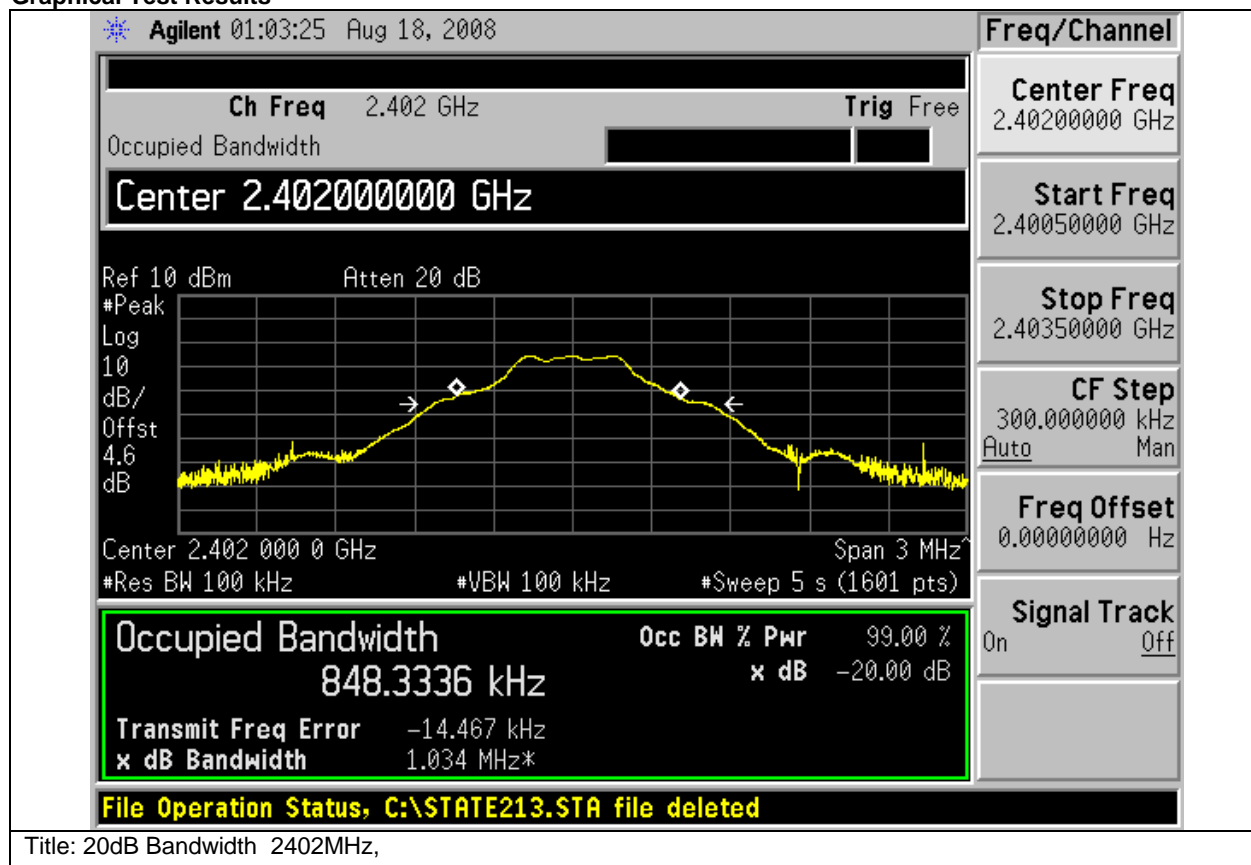 Graphical Test Results
Agilent 01:03:25 Aug 18, 2008
Ch Freq 2.402 GHz Trig Free
Occupied Bandwidth
Center 2.402000000 GHz
Ref 10 dBm Atten 20 dB
#Peak
Log
10
dB/
Offst
4.6
dB
Center 2.402 000 0 GHz Span 3 MHz^
#Res BW 100 kHz #VBW 100 kHz #Sweep 5 s (1601 pts)
Occupied Bandwidth
848.3336 kHz
Occ BW % Pwr 99.00 %
x dB -20.00 dB
Transmit Freq Error -14.467 kHz
x dB Bandwidth 1.034 MHz*
File Operation Status, C:\STATE213.STA file deleted
Freq/Channel
Center Freq
2.40200000 GHz
Start Freq
2.40050000 GHz
Stop Freq
2.40350000 GHz
CF Step
300.000000 kHz
Auto Man
Freq Offset
0.00000000 Hz
Signal Track
On Off
Title: 20dB Bandwidth 2402MHz,